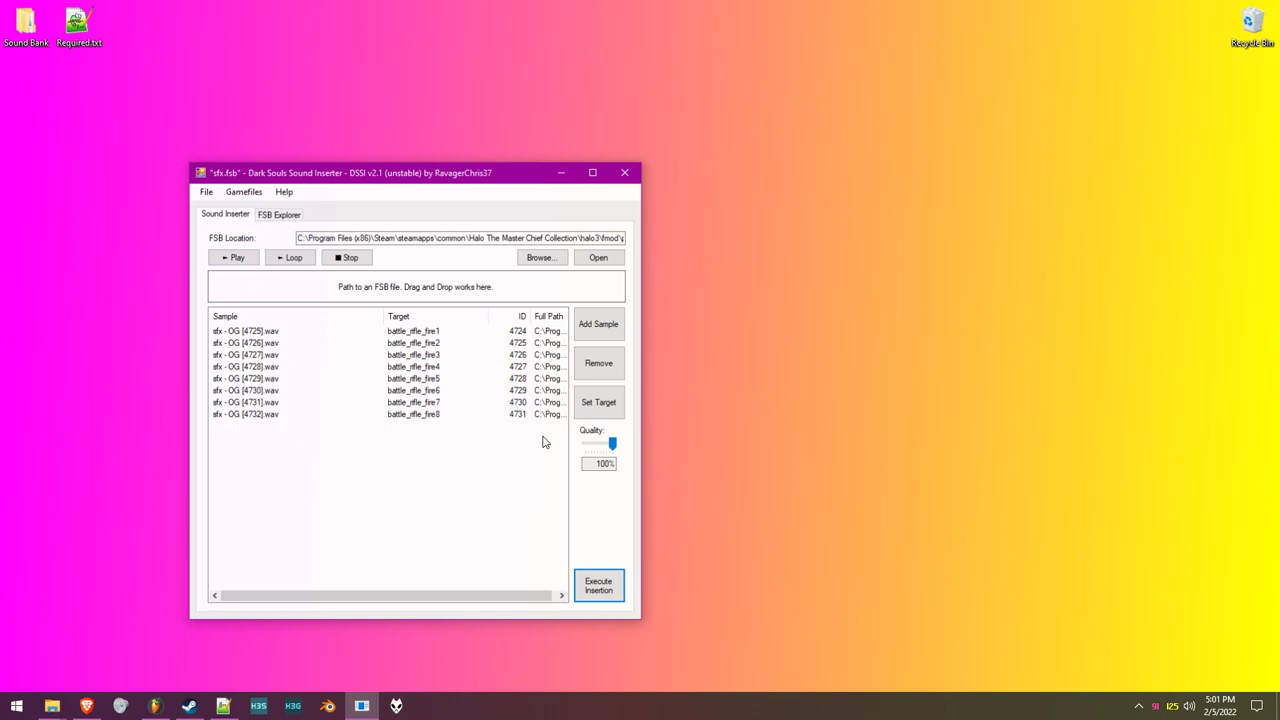 Sound Bank
Required.txt
Recycle Bin
"sfx.fsb" - Dark Souls Sound Inserter - DSSI v2.1 (unstable) by RavagerChris37
File Gamefiles Help
Sound Inserter FSB Explorer
FSB Location: C:\Program Files (x86)\Steam\steamapps\common\Halo The Master Chief Collection\halo3\fmod\
Play Loop Stop Browse... Open
Path to an FSB file. Drag and Drop works here.
Sample Target ID Full Path
sfx - OG [4725].wav battle_rifle_fire1 4724 C:\Prog...
sfx - OG [4726].wav battle_rifle_fire2 4725 C:\Prog...
sfx - OG [4727].wav battle_rifle_fire3 4726 C:\Prog...
sfx - OG [4728].wav battle_rifle_fire4 4727 C:\Prog...
sfx - OG [4729].wav battle_rifle_fire5 4728 C:\Prog...
sfx - OG [4730].wav battle_rifle_fire6 4729 C:\Prog...
sfx - OG [4731].wav battle_rifle_fire7 4730 C:\Prog...
sfx - OG [4732].wav battle_rifle_fire8 4731 C:\Prog...
Add Sample
Remove
Set Target
Quality:
100%
Execute
Insertion
H3S H3G
91 125
5:01 PM
2/5/2022